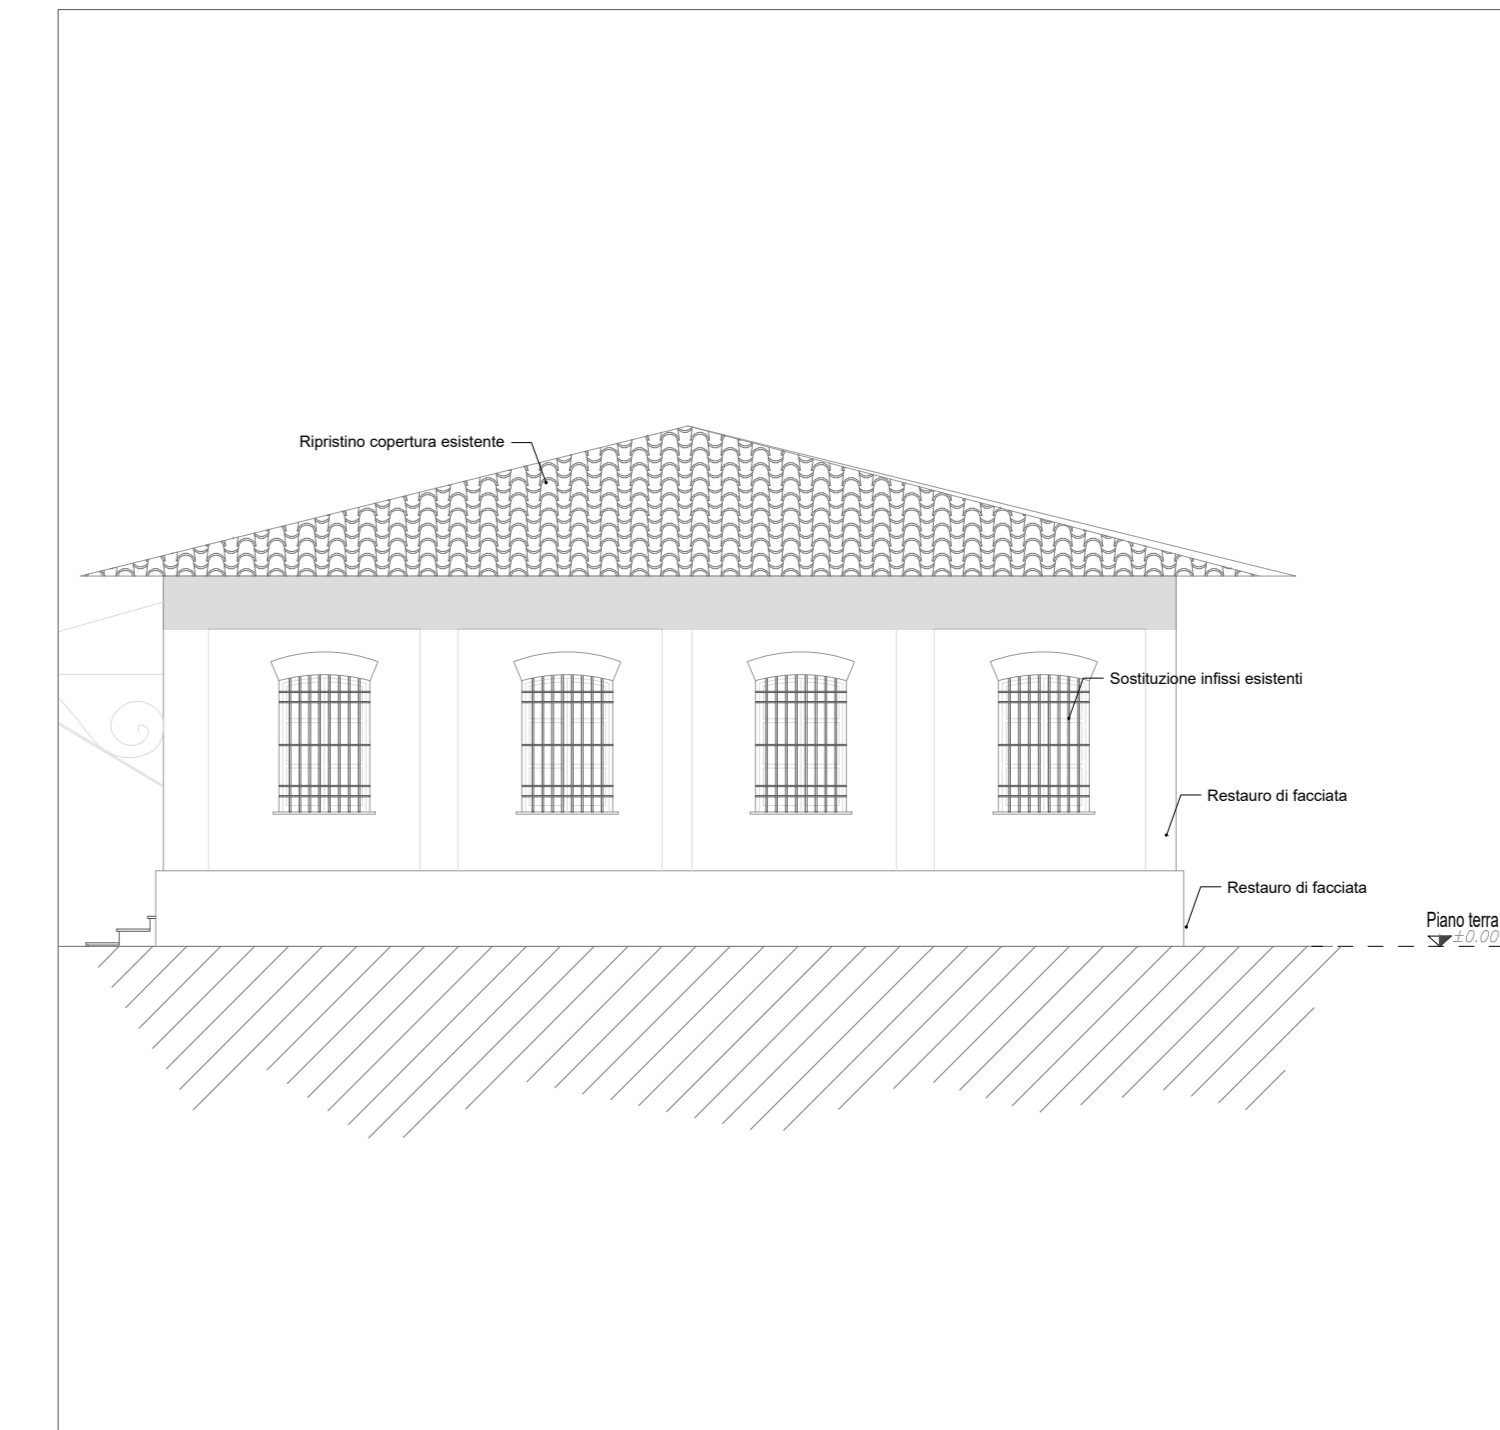 Ripristino copertura esistente
Sostituzione infissi esistenti
Restauro di facciata
Restauro di facciata
Piano terra
±0.00